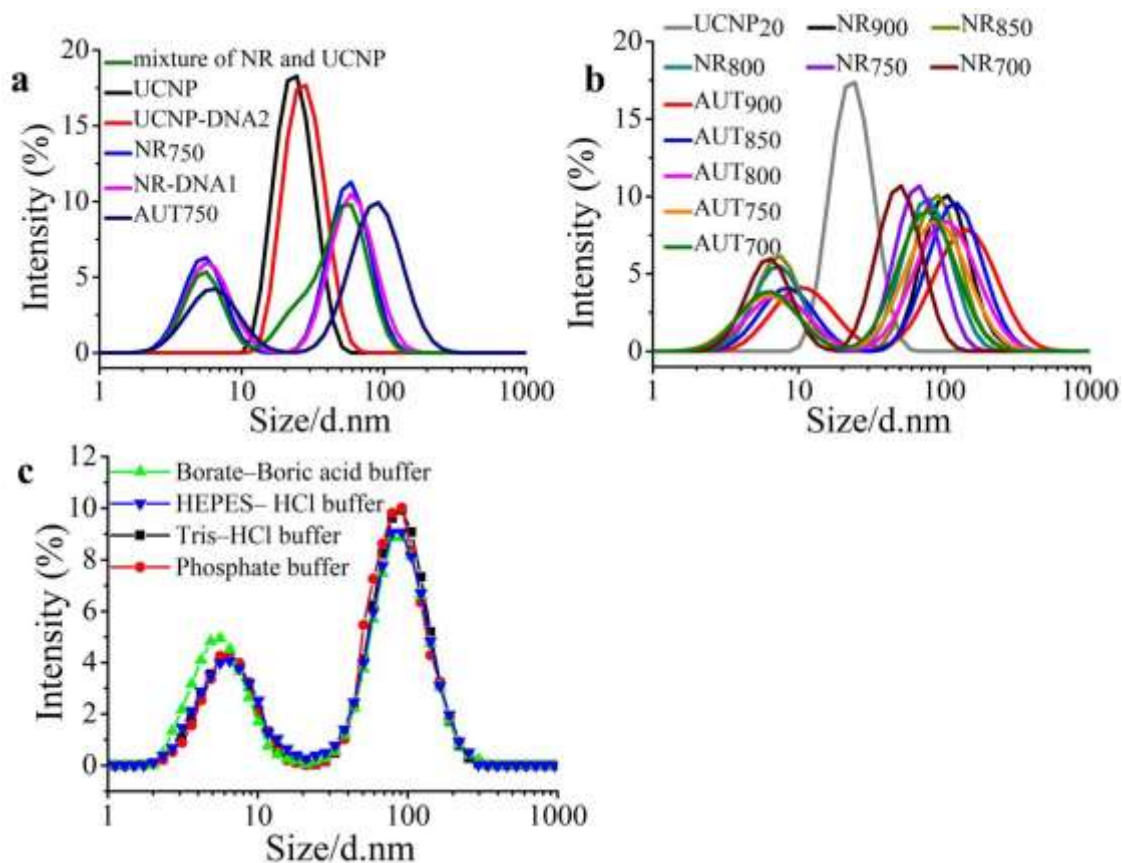 a
20
15
10
5
0
Intensity (%)
mixture of NR and UCNP
UCNP
UCNP-DNA2
NR750
NR-DNA1
AUT750
1 10 100 1000
Size/d.nm
b
UCNP20 NR900 NR850
NR800 NR750 NR700
AUT900
AUT850
AUT800
AUT750
AUT700
20
15
10
5
0
Intensity (%)
1 10 100 1000
Size/d.nm
c
12
10
8
6
4
2
0
Intensity (%)
Borate–Boric acid buffer
HEPES– HCl buffer
Tris–HCl buffer
Phosphate buffer
1 10 100 1000
Size/d.nm